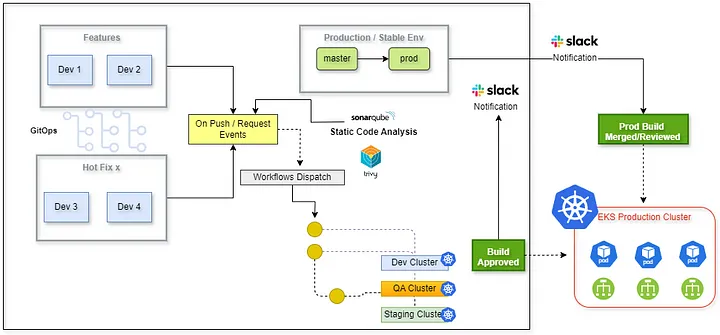 Features
Dev 1
Dev 2
GitOps
Hot Fix x
Dev 3
Dev 4
On Push / Request
Events
Production / Stable Env
master
prod
sonarqube
Static Code Analysis
trivy
Workflows Dispatch
Dev Cluster
QA Cluster
Staging Cluster
slack
Notification
Build
Approved
slack
Notification
Prod Build
Merged/Reviewed
EKS Production Cluster
pod
pod
pod